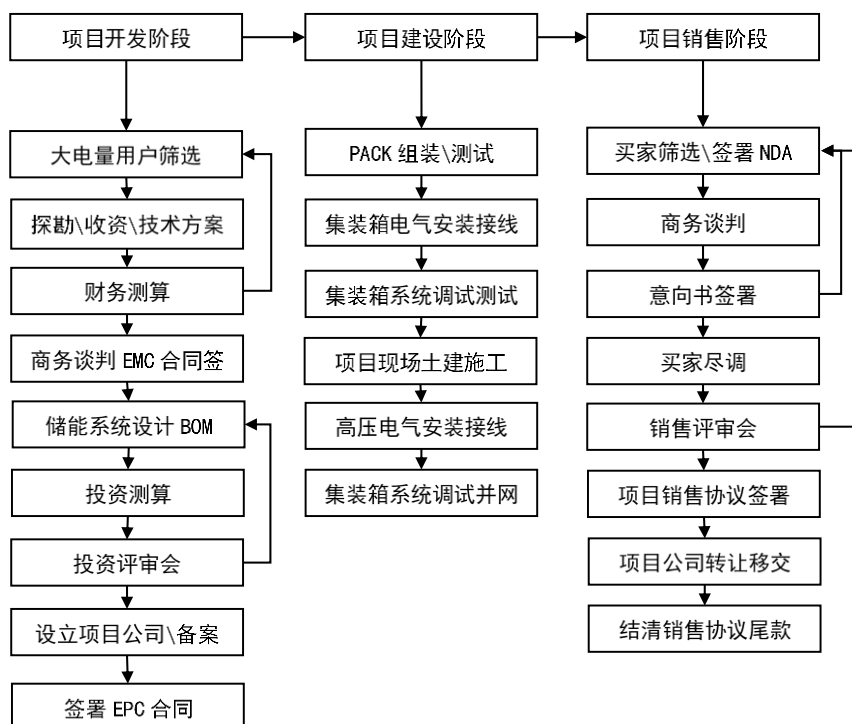 项目开发阶段
项目建设阶段
项目销售阶段
大电量用户筛选
探勘\收资\技术方案
财务测算
商务谈判 EMC 合同签
储能系统设计 BOM
投资测算
投资评审会
设立项目公司\备案
签署 EPC 合同
PACK 组装\测试
集装箱电气安装接线
集装箱系统调试测试
项目现场土建施工
高压电气安装接线
集装箱系统调试并网
买家筛选\签署 NDA
商务谈判
意向书签署
买家尽调
销售评审会
项目销售协议签署
项目公司转让移交
结清销售协议尾款